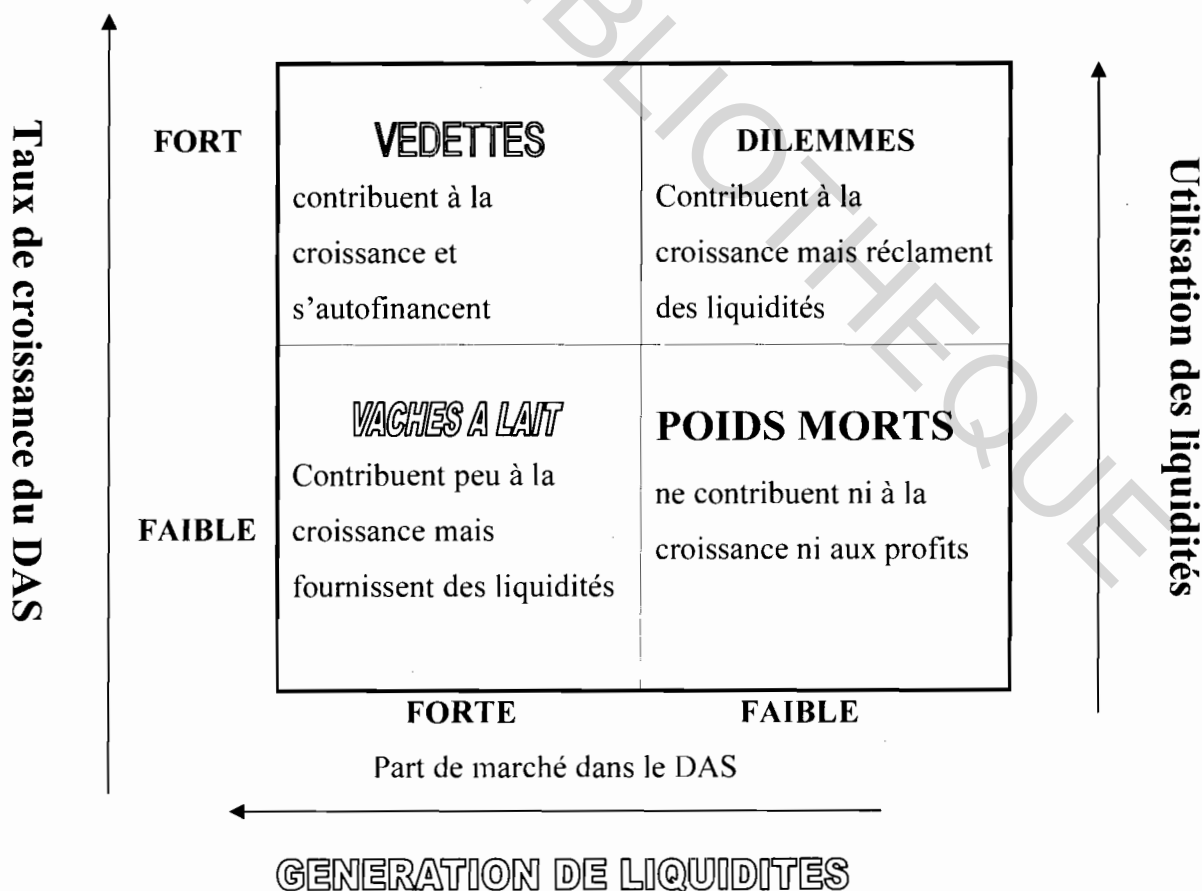 Taux de croissance du DAS
FORT
VEDETTES
contribuent à la
croissance et
s'autofinancent
DILEMMES
Contribuent à la
croissance mais réclament
des liquidités
FAIBLE
VACHES A LAIT
Contribuent peu à la
croissance mais
fournissent des liquidités
POIDS MORTS
ne contribuent ni à la
croissance ni aux profits
Utilisation des liquidités
FORTE
FAIBLE
Part de marché dans le DAS
GENERATION DE LIQUIDITES